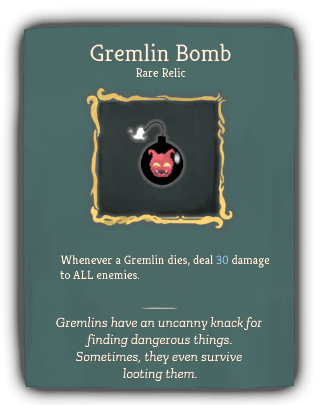 Gremlin Bomb
Rare Relic
Whenever a Gremlin dies, deal 30 damage
to ALL enemies.
Gremlins have an uncanny knack for
finding dangerous things.
Sometimes, they even survive
looting them.